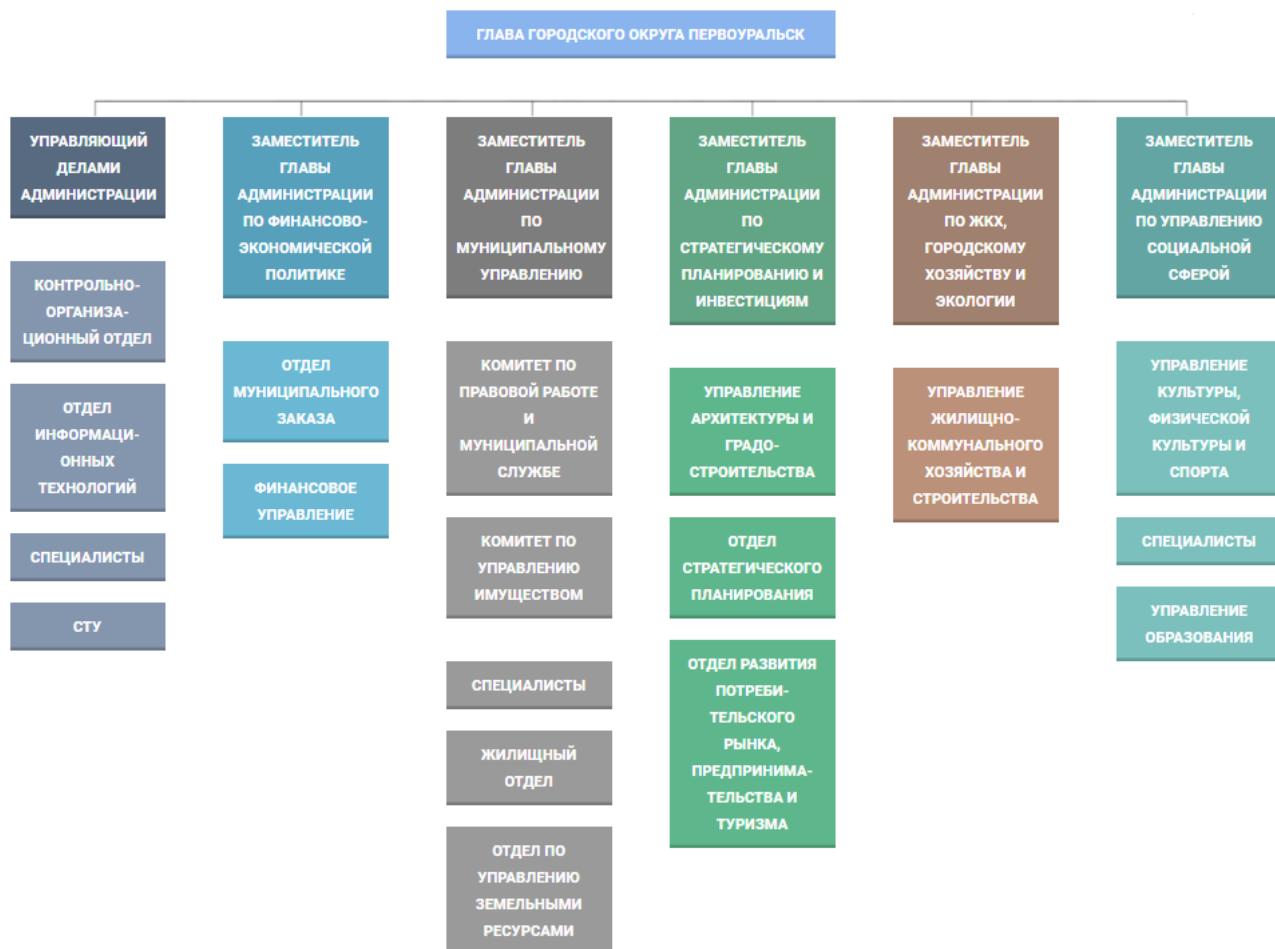 ГЛАВА ГОРОДСКОГО ОКРУГА ПЕРВОУРАЛЬСК
УПРАВЛЯЮЩИЙ
ДЕЛАМИ
АДМИНИСТРАЦИИ
КОНТРОЛЬНО-
ОРГАНИЗА-
ЦИОННЫЙ ОТДЕЛ
ОТДЕЛ
ИНФОРМАЦИ-
ОННЫХ
ТЕХНОЛОГИЙ
СПЕЦИАЛИСТЫ
СТУ
ЗАМЕСТИТЕЛЬ
ГЛАВЫ
АДМИНИСТРАЦИИ
ПО ФИНАНСОВО-
ЭКОНОМИЧЕСКОЙ
ПОЛИТИКЕ
ОТДЕЛ
МУНИЦИПАЛЬНОГО
ЗАКАЗА
ФИНАНСОВОЕ
УПРАВЛЕНИЕ
ЗАМЕСТИТЕЛЬ
ГЛАВЫ
АДМИНИСТРАЦИИ
ПО
МУНИЦИПАЛЬНОМУ
УПРАВЛЕНИЮ
КОМИТЕТ ПО
ПРАВОВОЙ РАБОТЕ
И
МУНИЦИПАЛЬНОЙ
СЛУЖБЕ
КОМИТЕТ ПО
УПРАВЛЕНИЮ
ИМУЩЕСТВОМ
СПЕЦИАЛИСТЫ
ЖИЛИЩНЫЙ
ОТДЕЛ
ОТДЕЛ ПО
УПРАВЛЕНИЮ
ЗЕМЕЛЬНЫМИ
РЕСУРСАМИ
ЗАМЕСТИТЕЛЬ
ГЛАВЫ
АДМИНИСТРАЦИИ
ПО
СТРАТЕГИЧЕСКОМУ
ПЛАНИРОВАНИЮ И
ИНВЕСТИЦИЯМ
УПРАВЛЕНИЕ
АРХИТЕКТУРЫ И
ГРАДО-
СТРОИТЕЛЬСТВА
ОТДЕЛ
СТРАТЕГИЧЕСКОГО
ПЛАНИРОВАНИЯ
ОТДЕЛ РАЗВИТИЯ
ПОТРЕБИ-
ТЕЛЬСКОГО
РЫНКА,
ПРЕДПРИНИМА-
ТЕЛЬСТВА И
ТУРИЗМА
ЗАМЕСТИТЕЛЬ
ГЛАВЫ
АДМИНИСТРАЦИИ
ПО ЖКХ,
ГОРОДСКОМУ
ХОЗЯЙСТВУ И
ЭКОЛОГИИ
УПРАВЛЕНИЕ
ЖИЛИЩНО-
КОММУНАЛЬНОГО
ХОЗЯЙСТВА И
СТРОИТЕЛЬСТВА
ЗАМЕСТИТЕЛЬ
ГЛАВЫ
АДМИНИСТРАЦИИ
ПО УПРАВЛЕНИЮ
СОЦИАЛЬНОЙ
СФЕРОЙ
УПРАВЛЕНИЕ
КУЛЬТУРЫ,
ФИЗИЧЕСКОЙ
КУЛЬТУРЫ И
СПОРТА
СПЕЦИАЛИСТЫ
УПРАВЛЕНИЕ
ОБРАЗОВАНИЯ